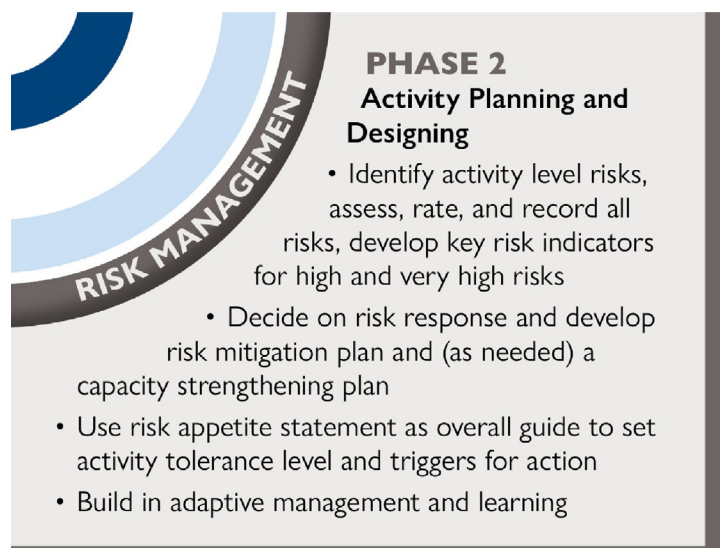 PHASE 2
Activity Planning and
Designing
• Identify activity level risks,
assess, rate, and record all
risks, develop key risk indicators
for high and very high risks
• Decide on risk response and develop
risk mitigation plan and (as needed) a
capacity strengthening plan
• Use risk appetite statement as overall guide to set
activity tolerance level and triggers for action
• Build in adaptive management and learning
RISK MANAGEMENT